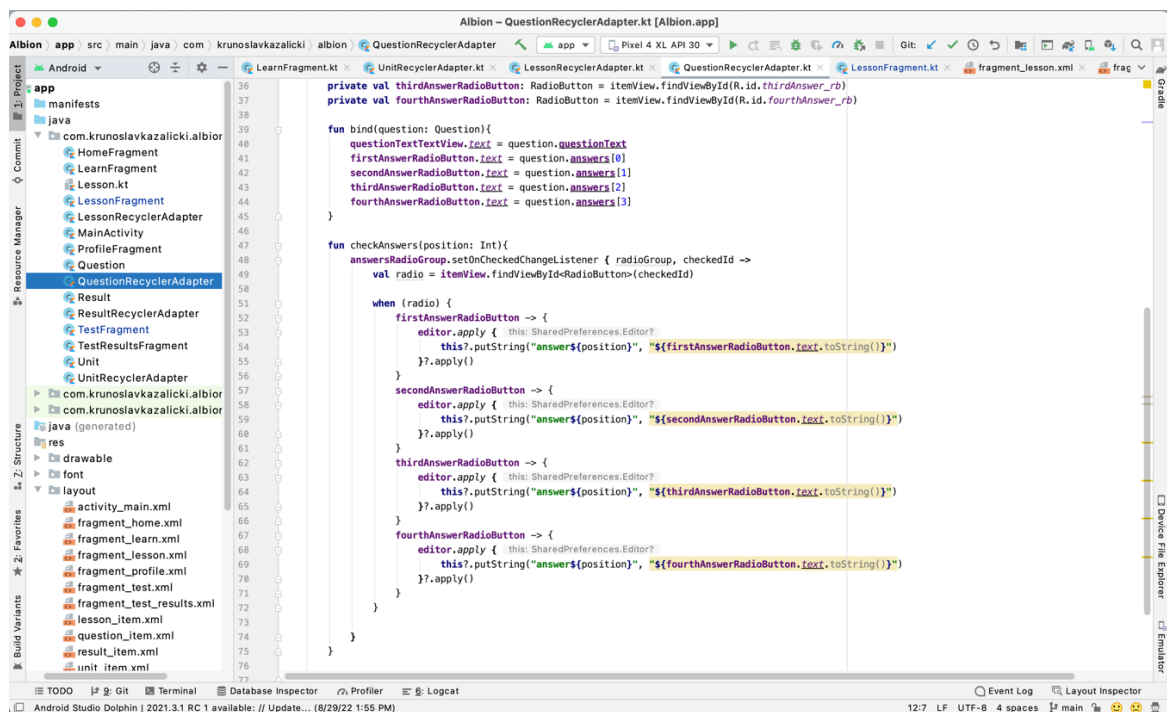 Albion – QuestionRecyclerAdapter.kt [Albion.app]
Albion app src main java com krunoslavkazalicki albion QuestionRecyclerAdapter app Pixel 4 XL API 30 Git:
Android LearnFragment.kt UnitRecyclerAdapter.kt LessonRecyclerAdapter.kt QuestionRecyclerAdapter.kt LessonFragment.kt fragment_lesson.xml frag
1: Project
Commit
Resource Manager
Z: Structure
2: Favorites
Build Variants
app
manifests
java
com.krunoslavkazalicki.albior
HomeFragment
LearnFragment
Lesson.kt
LessonFragment
LessonRecyclerAdapter
MainActivity
ProfileFragment
Question
QuestionRecyclerAdapter
Result
ResultRecyclerAdapter
TestFragment
TestResultsFragment
Unit
UnitRecyclerAdapter
com.krunoslavkazalicki.albior
com.krunoslavkazalicki.albior
java (generated)
res
drawable
font
layout
activity_main.xml
fragment_home.xml
fragment_learn.xml
fragment_lesson.xml
fragment_profile.xml
fragment_test.xml
fragment_test_results.xml
lesson_item.xml
question_item.xml
result_item.xml
unit_item.xml
36 private val thirdAnswerRadioButton: RadioButton = itemView.findViewById(R.id.thirdAnswer_rb)
37 private val fourthAnswerRadioButton: RadioButton = itemView.findViewById(R.id.fourthAnswer_rb)
38
39 fun bind(question: Question){
40 questionTextTextView.text = question.questionText
41 firstAnswerRadioButton.text = question.answers[0]
42 secondAnswerRadioButton.text = question.answers[1]
43 thirdAnswerRadioButton.text = question.answers[2]
44 fourthAnswerRadioButton.text = question.answers[3]
45 }
46
47 fun checkAnswers(position: Int){
48 answersRadioGroup.setOnCheckedChangeListener { radioGroup, checkedId ->
49 val radio = itemView.findViewById<RadioButton>(checkedId)
50
51 when (radio) {
52 firstAnswerRadioButton -> {
53 editor.apply { this: SharedPreferences.Editor?
54 this?.putString("answer${position}", "${firstAnswerRadioButton.text.toString()}")
55 }?.apply()
56 }
57 secondAnswerRadioButton -> {
58 editor.apply { this: SharedPreferences.Editor?
59 this?.putString("answer${position}", "${secondAnswerRadioButton.text.toString()}")
60 }?.apply()
61 }
62 thirdAnswerRadioButton -> {
63 editor.apply { this: SharedPreferences.Editor?
64 this?.putString("answer${position}", "${thirdAnswerRadioButton.text.toString()}")
65 }?.apply()
66 }
67 fourthAnswerRadioButton -> {
68 editor.apply { this: SharedPreferences.Editor?
69 this?.putString("answer${position}", "${fourthAnswerRadioButton.text.toString()}")
70 }?.apply()
71 }
72 }
73
74 }
75 }
76
77
Gradle
Device File Explorer
Emulator
TODO 9: Git Terminal Database Inspector Profiler 6: Logcat Event Log Layout Inspector
Android Studio Dolphin | 2021.3.1 RC 1 available: // Update... (8/29/22 1:55 PM) 12:7 LF UTF-8 4 spaces main